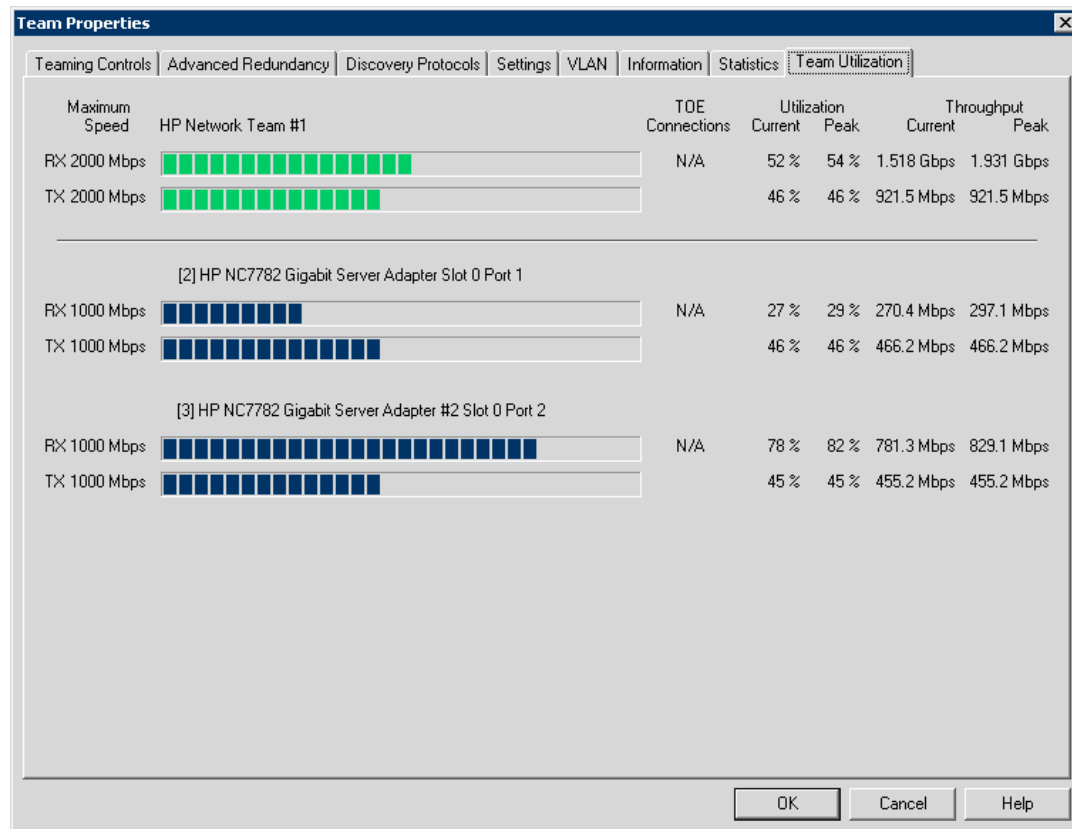 Team Properties
Teaming Controls Advanced Redundancy Discovery Protocols Settings VLAN Information Statistics Team Utilization
Maximum TOE Utilization Throughput
Speed HP Network Team #1 Connections Current Peak Current Peak
RX 2000 Mbps N/A 52 % 54 % 1.518 Gbps 1.931 Gbps
TX 2000 Mbps 46 % 46 % 921.5 Mbps 921.5 Mbps
[2] HP NC7782 Gigabit Server Adapter Slot 0 Port 1
RX 1000 Mbps N/A 27 % 29 % 270.4 Mbps 297.1 Mbps
TX 1000 Mbps 46 % 46 % 466.2 Mbps 466.2 Mbps
[3] HP NC7782 Gigabit Server Adapter #2 Slot 0 Port 2
RX 1000 Mbps N/A 78 % 82 % 781.3 Mbps 829.1 Mbps
TX 1000 Mbps 45 % 45 % 455.2 Mbps 455.2 Mbps
OK Cancel Help